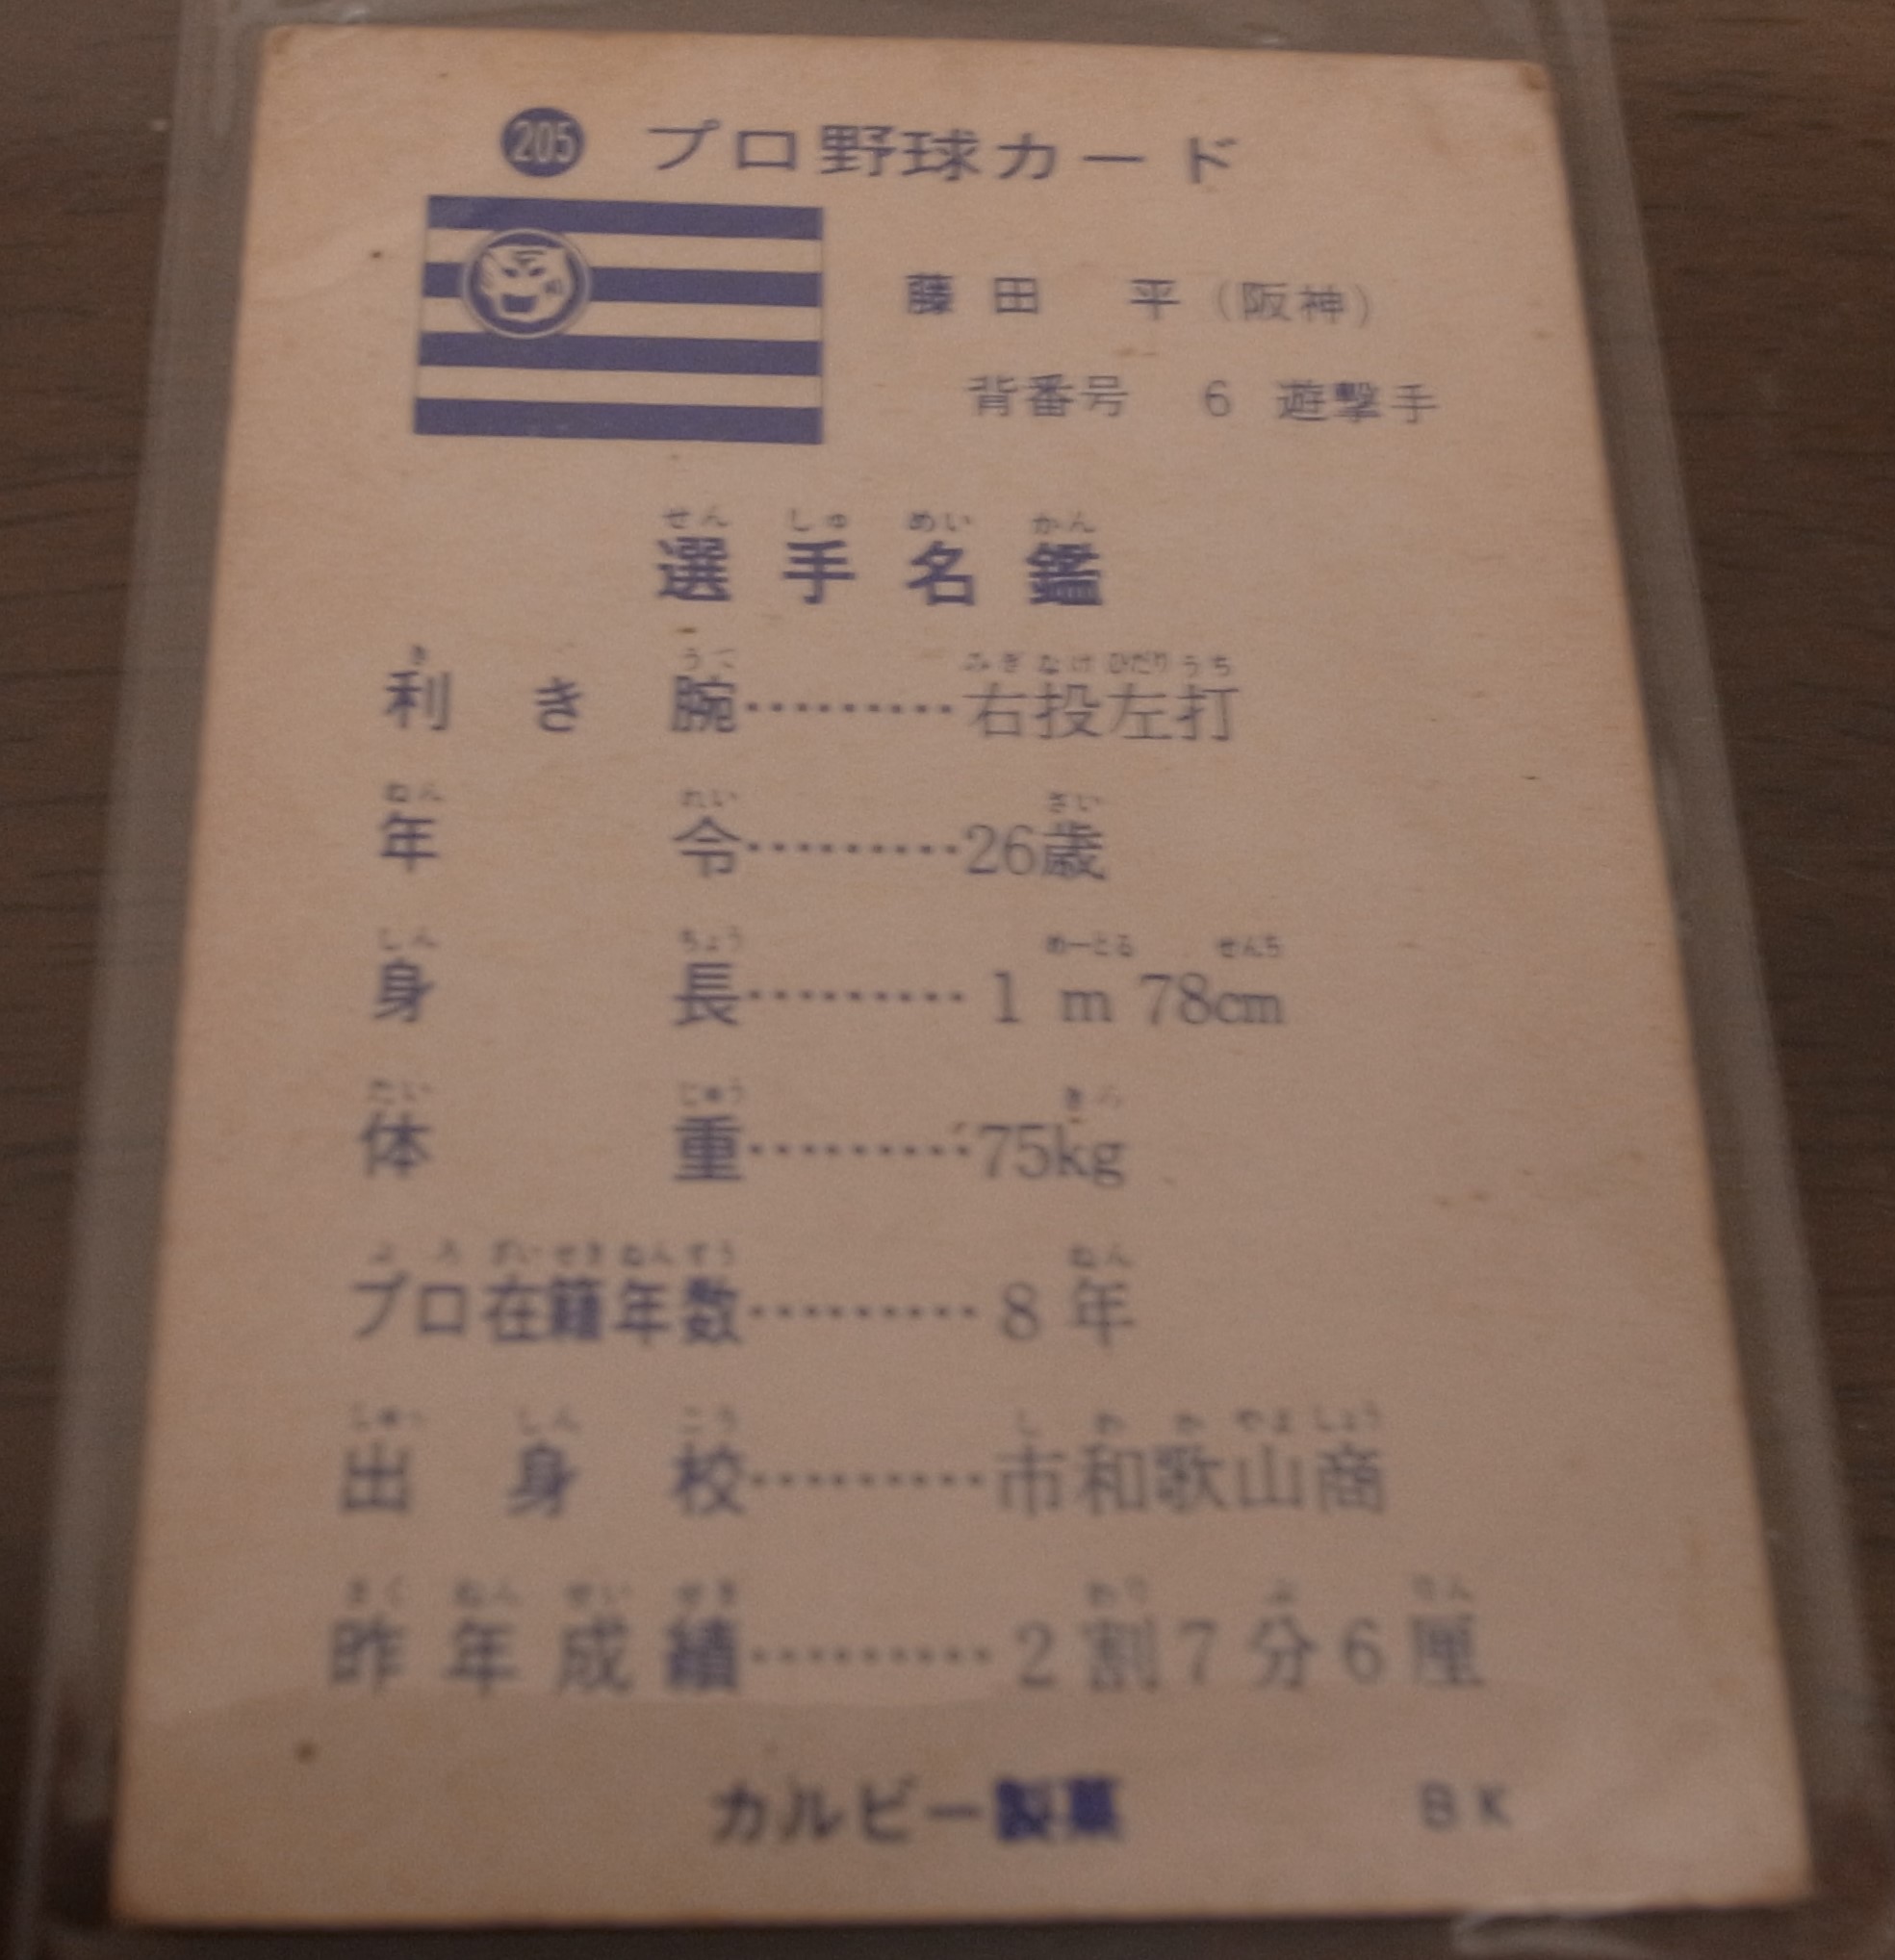 205 プロ野球カード
藤田 平 (阪神)
背番号 6 遊撃手
せんしゅめいかん
選手名鑑
き うで みぎなげひだりうち
利き腕………右投左打
ねん れい さい
年令………26歳
しん ちょう めーとる せんち
身長………1m78cm
たい じゅう きろ
体重………75kg
ぷろざいせきねんすう ねん
プロ在籍年数………8年
しゅっしんこう しわかやましょう
出身校………市和歌山商
さくねんせいせき わり ぶ りん
昨年成績………2割7分6厘
カルビー製菓 BK